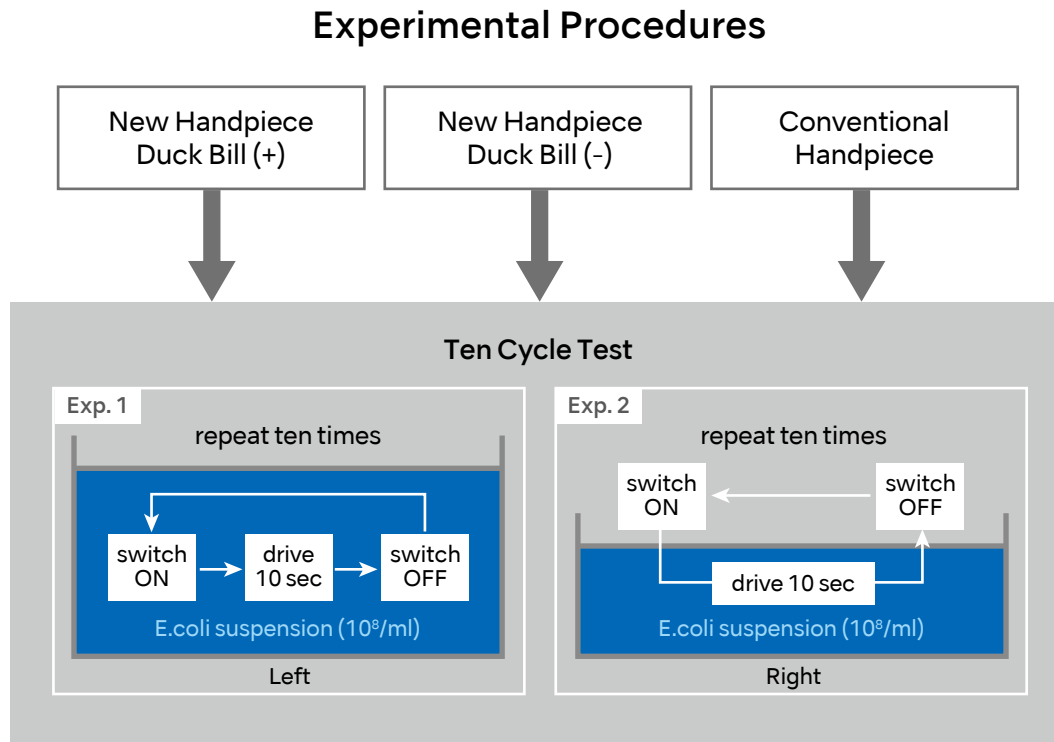 Experimental Procedures
New Handpiece
Duck Bill (+)
New Handpiece
Duck Bill (-)
Conventional
Handpiece
Ten Cycle Test
Exp. 1
repeat ten times
switch
ON
drive
10 sec
switch
OFF
E.coli suspension (10⁸/ml)
Left
Exp. 2
repeat ten times
switch
ON
switch
OFF
drive 10 sec
E.coli suspension (10⁸/ml)
Right